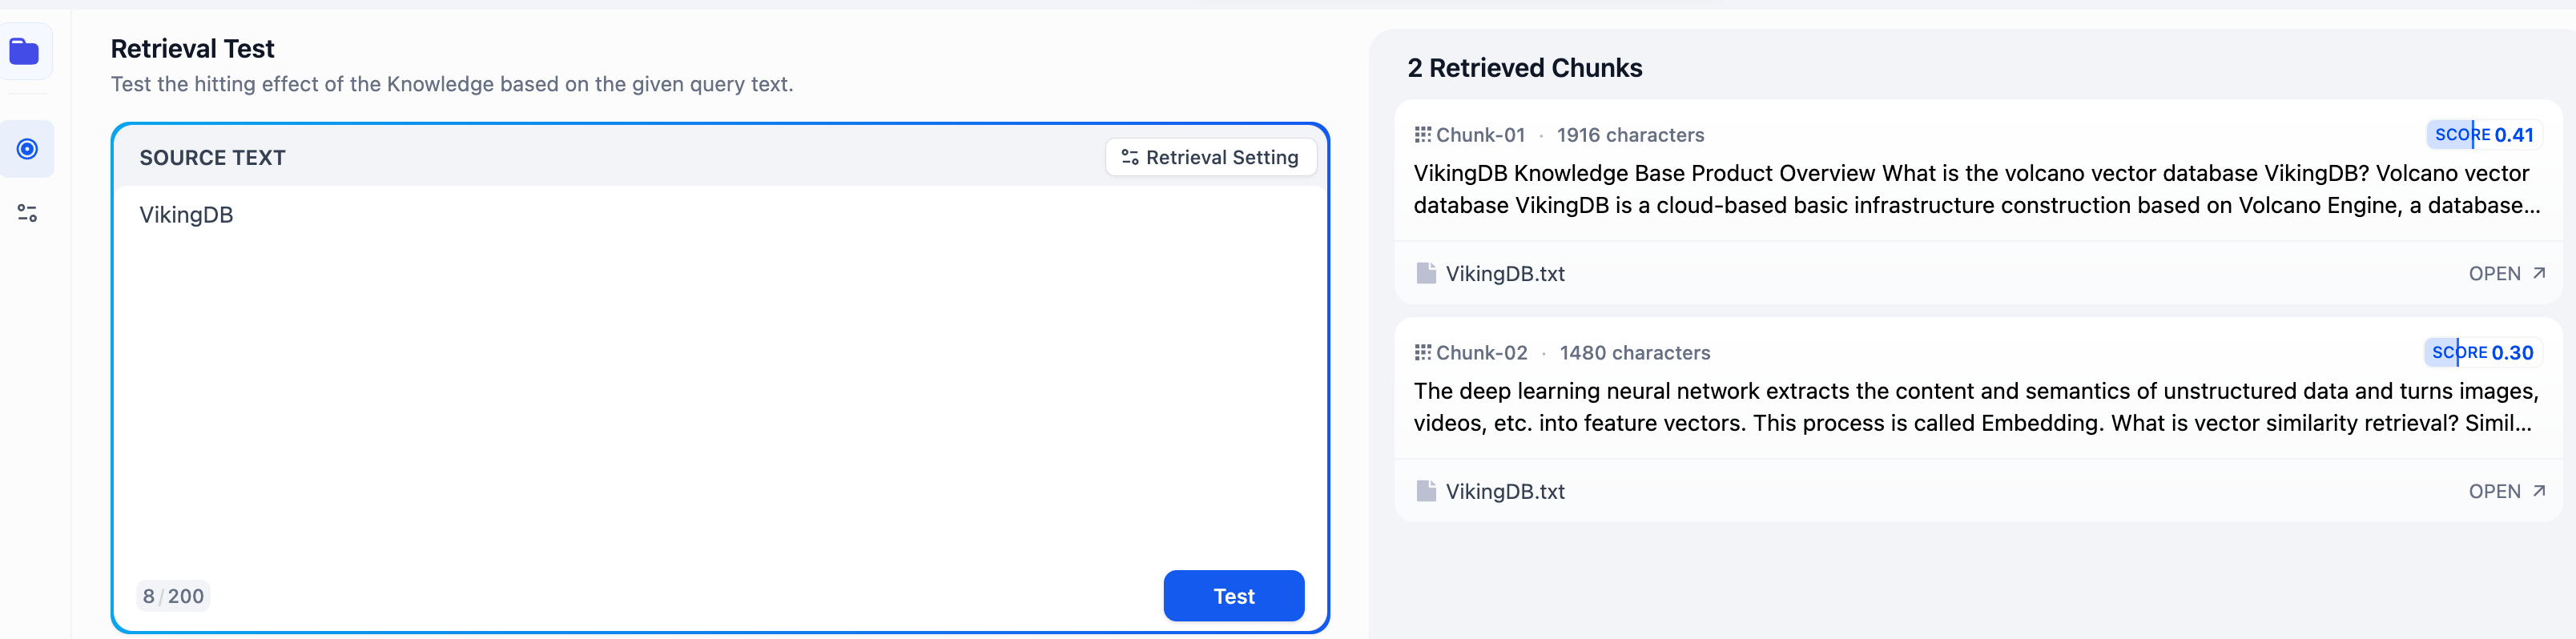 Retrieval Test
Test the hitting effect of the Knowledge based on the given query text.
SOURCE TEXT
Retrieval Setting
VikingDB
8 / 200
Test
2 Retrieved Chunks
Chunk-01 · 1916 characters
SCORE 0.41
VikingDB Knowledge Base Product Overview What is the volcano vector database VikingDB? Volcano vector
database VikingDB is a cloud-based basic infrastructure construction based on Volcano Engine, a database...
VikingDB.txt
OPEN
Chunk-02 · 1480 characters
SCORE 0.30
The deep learning neural network extracts the content and semantics of unstructured data and turns images,
videos, etc. into feature vectors. This process is called Embedding. What is vector similarity retrieval? Simil...
VikingDB.txt
OPEN